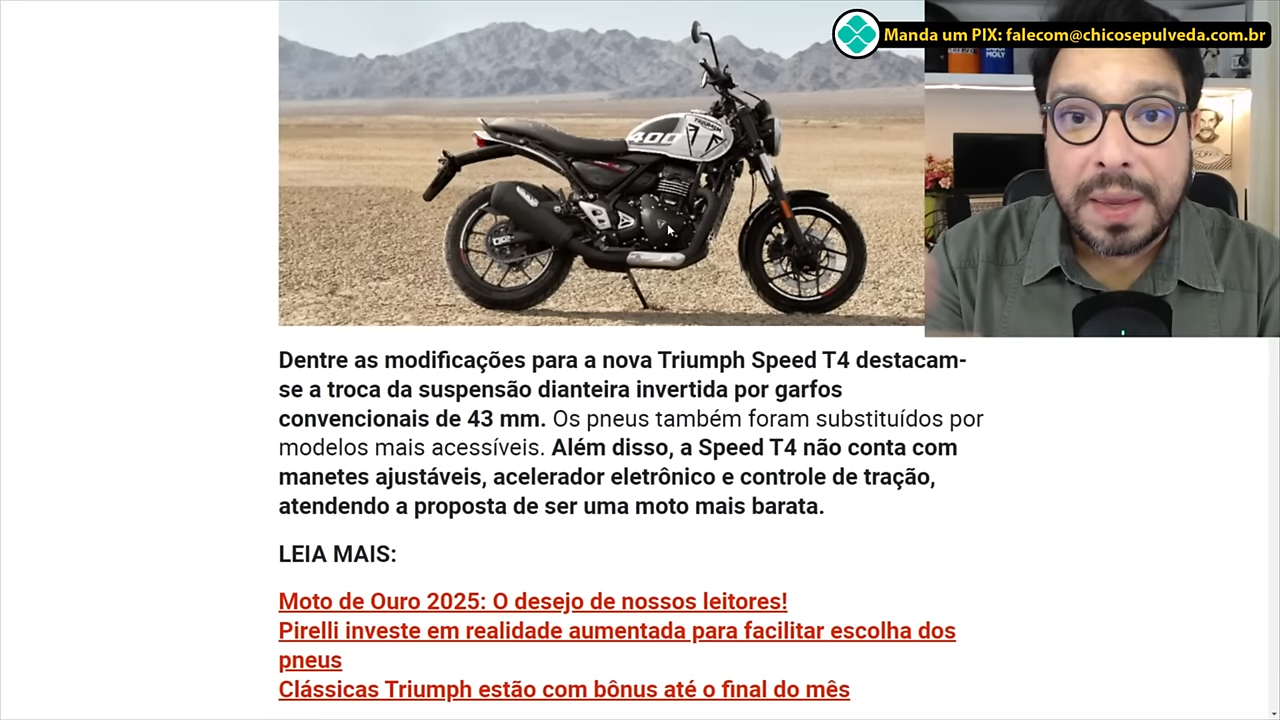 Manda um PIX: falecom@chicosepulveda.com.br
MOLY
TRIUMPH
400
Dentre as modificações para a nova Triumph Speed T4 destacam-
se a troca da suspensão dianteira invertida por garfos
convencionais de 43 mm. Os pneus também foram substituídos por
modelos mais acessíveis. Além disso, a Speed T4 não conta com
manetes ajustáveis, acelerador eletrônico e controle de tração,
atendendo a proposta de ser uma moto mais barata.
LEIA MAIS:
Moto de Ouro 2025: O desejo de nossos leitores!
Pirelli investe em realidade aumentada para facilitar escolha dos
pneus
Clássicas Triumph estão com bônus até o final do mês